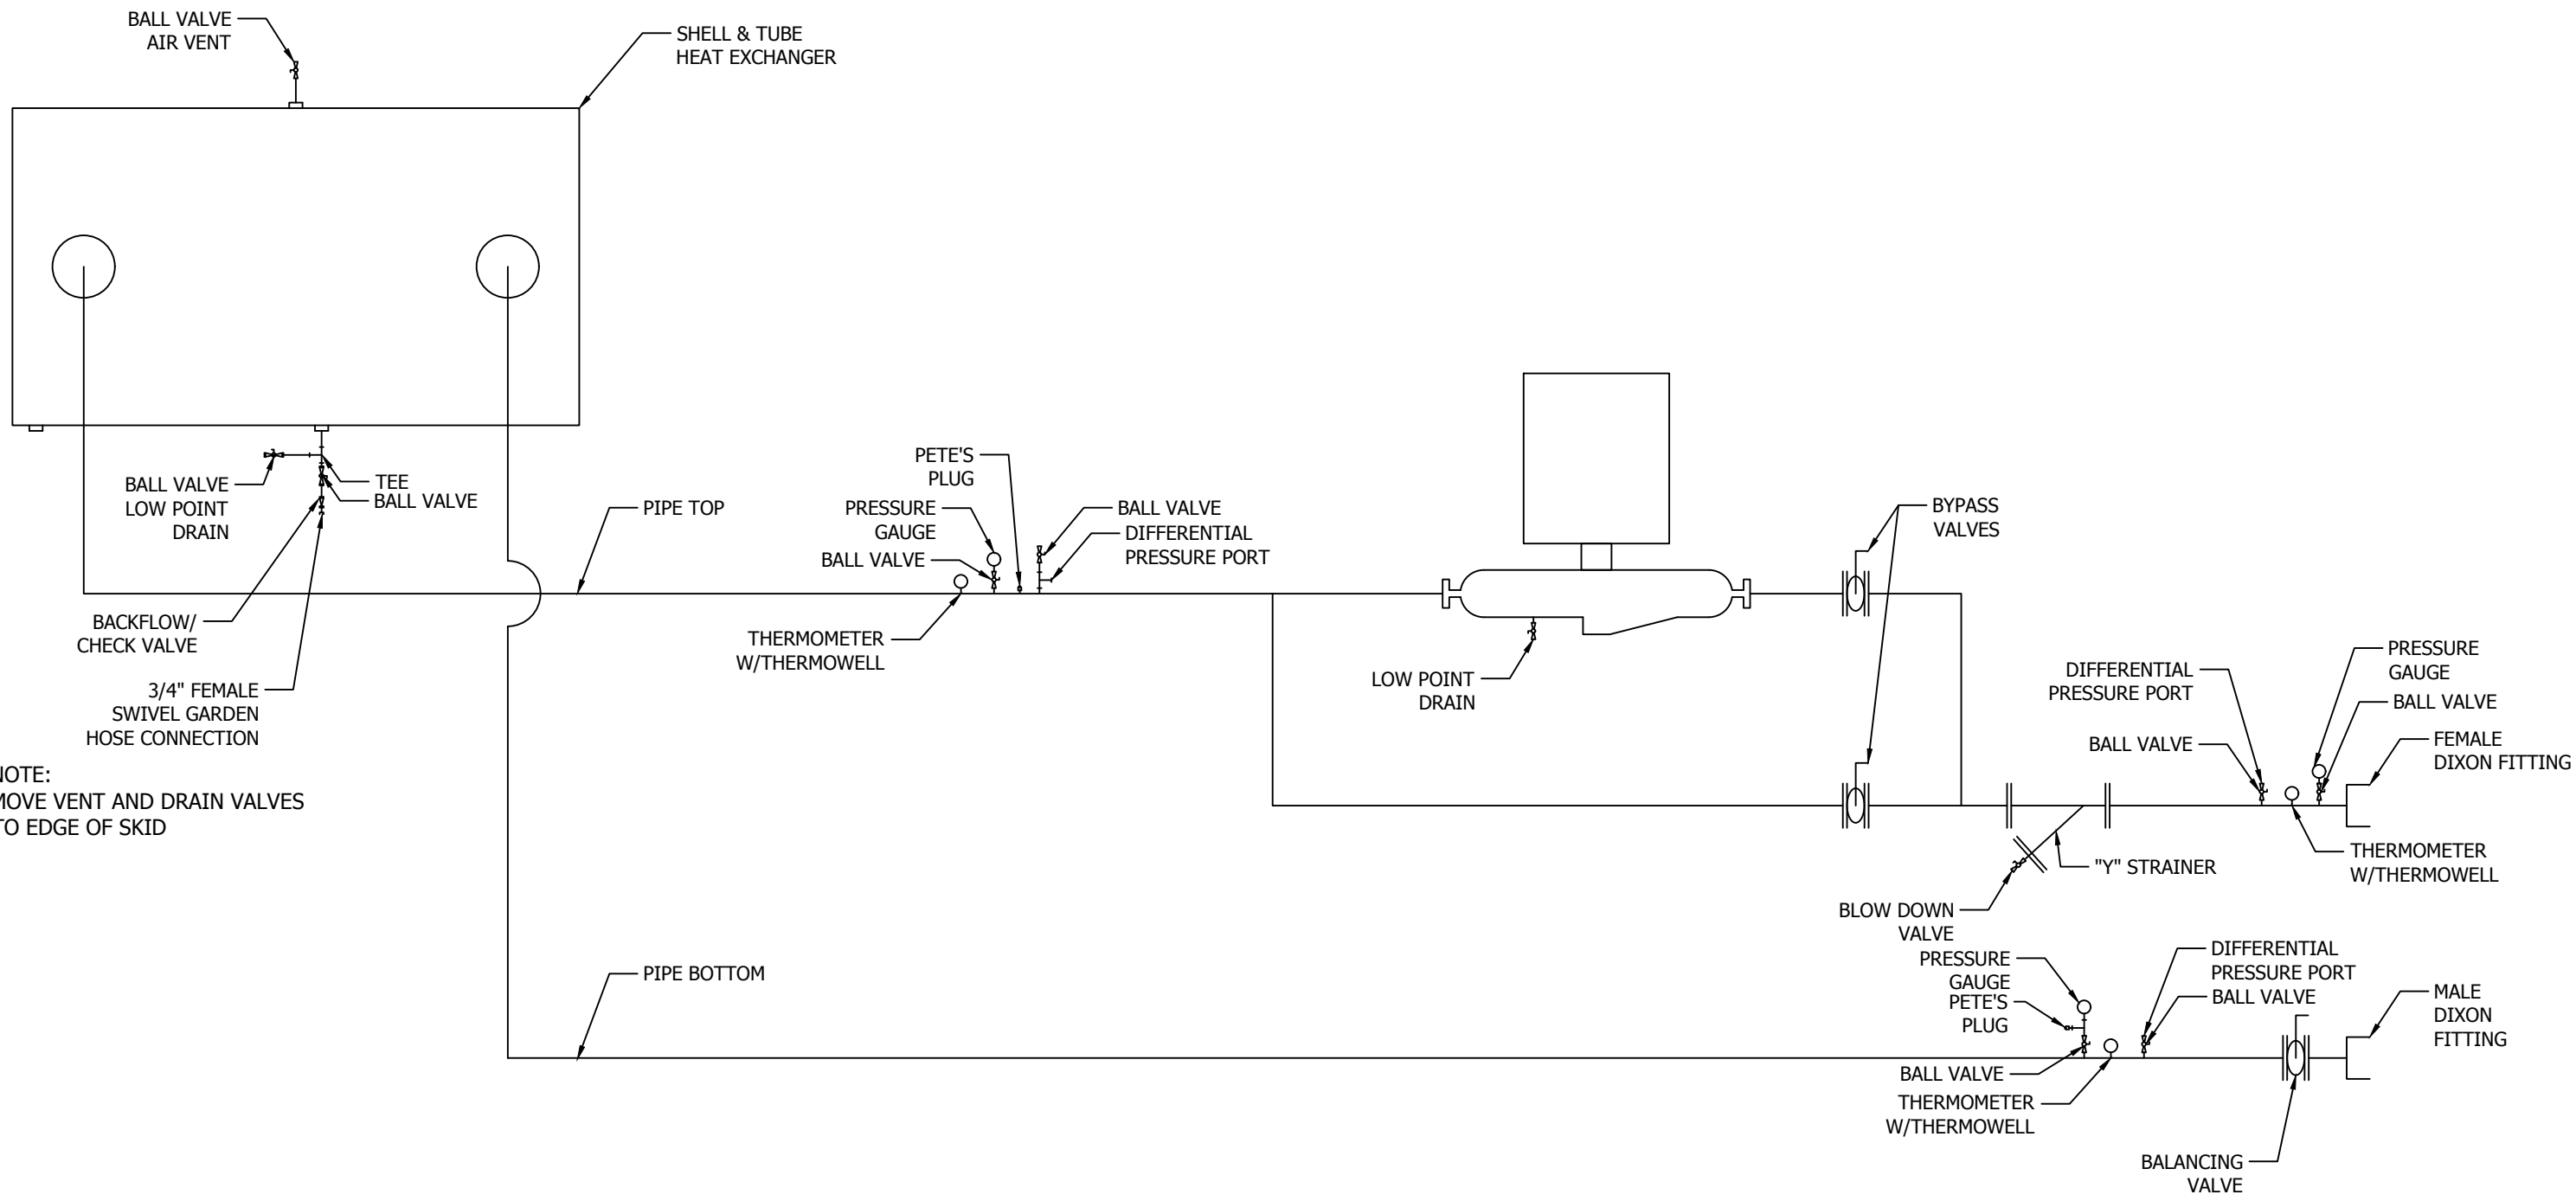 BALL VALVE
AIR VENT
SHELL & TUBE
HEAT EXCHANGER
BALL VALVE
LOW POINT
DRAIN
TEE
BALL VALVE
BACKFLOW/
CHECK VALVE
3/4" FEMALE
SWIVEL GARDEN
HOSE CONNECTION
NOTE:
MOVE VENT AND DRAIN VALVES
TO EDGE OF SKID
PIPE TOP
PETE'S
PLUG
PRESSURE
GAUGE
BALL VALVE
BALL VALVE
DIFFERENTIAL
PRESSURE PORT
THERMOMETER
W/THERMOWELL
LOW POINT
DRAIN
BYPASS
VALVES
DIFFERENTIAL
PRESSURE PORT
BALL VALVE
PRESSURE
GAUGE
BALL VALVE
FEMALE
DIXON FITTING
THERMOMETER
W/THERMOWELL
"Y" STRAINER
BLOW DOWN
VALVE
PIPE BOTTOM
PRESSURE
GAUGE
PETE'S
PLUG
DIFFERENTIAL
PRESSURE PORT
BALL VALVE
MALE
DIXON
FITTING
BALL VALVE
THERMOMETER
W/THERMOWELL
BALANCING
VALVE